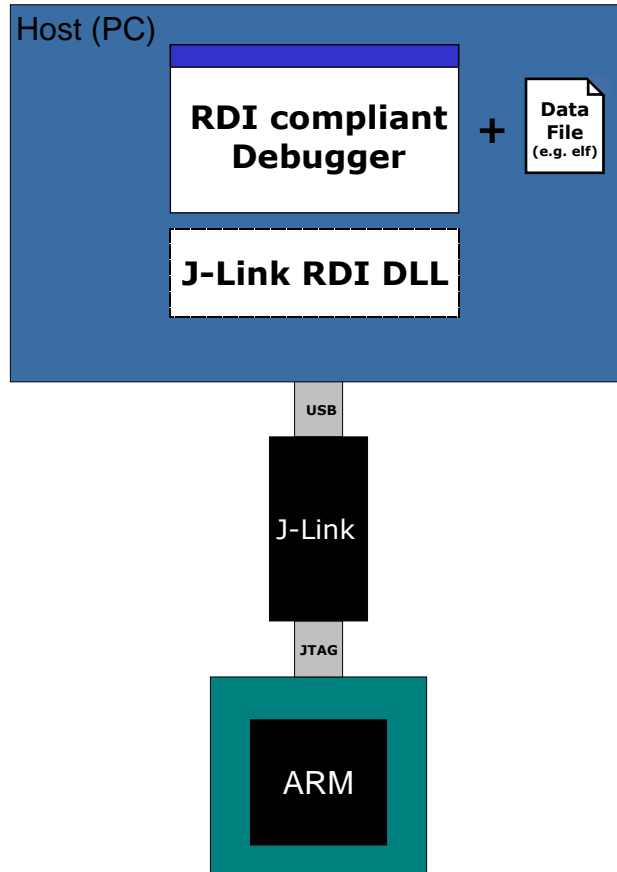 Host (PC)
RDI compliant
Debugger
+
Data
File
(e.g. elf)
J-Link RDI DLL
USB
J-Link
JTAG
ARM